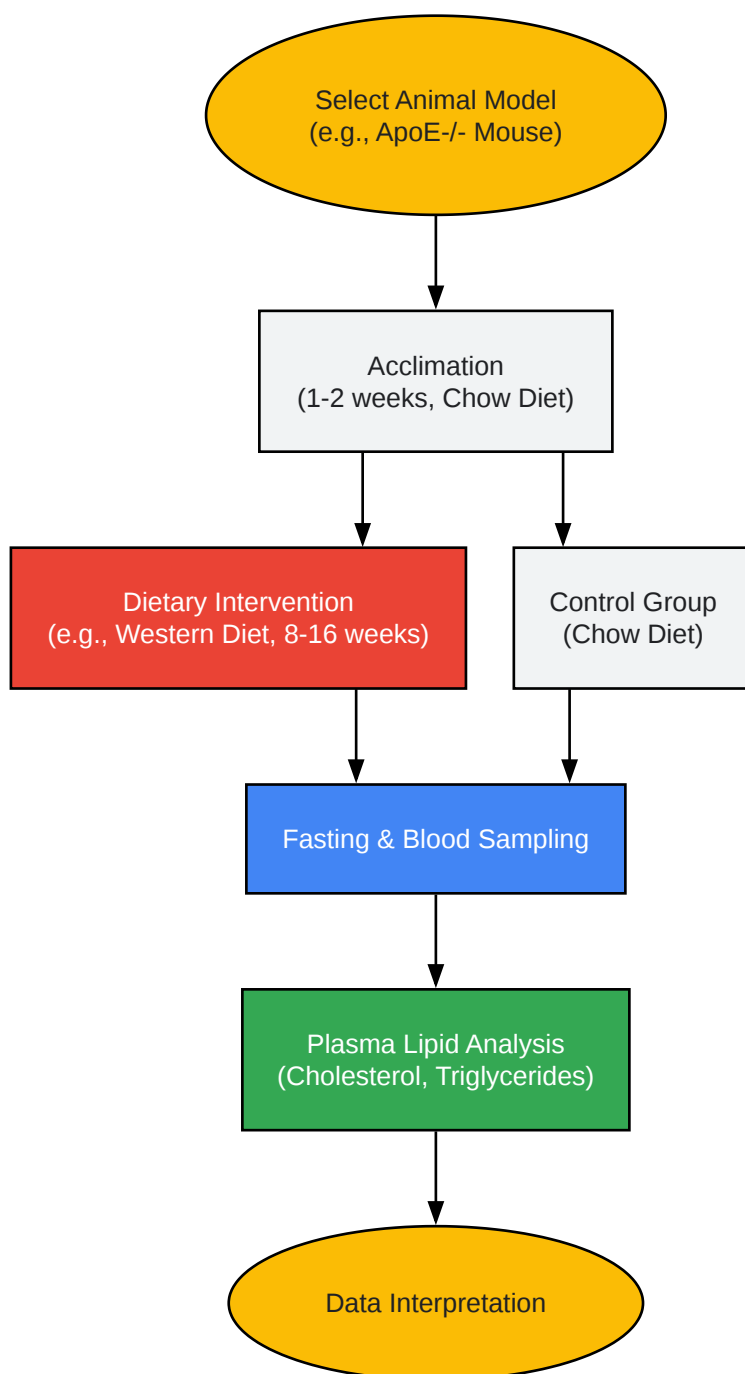 Select Animal Model
(e.g., ApoE-/- Mouse)
Acclimation
(1-2 weeks, Chow Diet)
Dietary Intervention
(e.g., Western Diet, 8-16 weeks)
Control Group
(Chow Diet)
Fasting & Blood Sampling
Plasma Lipid Analysis
(Cholesterol, Triglycerides)
Data Interpretation